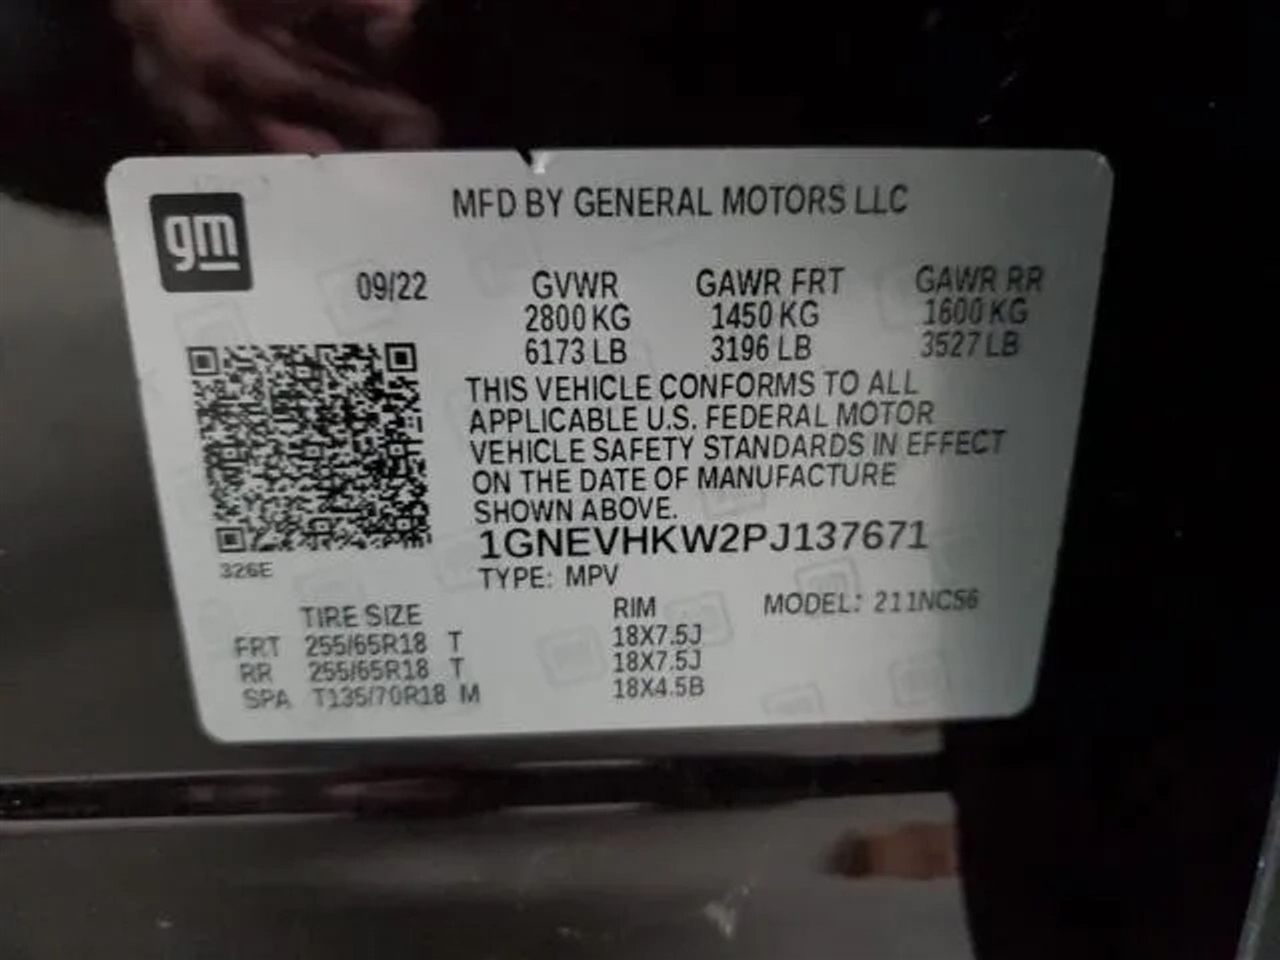 gm
MFD BY GENERAL MOTORS LLC
09/22 GVWR GAWR FRT GAWR RR
2800 KG 1450 KG 1600 KG
6173 LB 3196 LB 3527 LB
THIS VEHICLE CONFORMS TO ALL
APPLICABLE U.S. FEDERAL MOTOR
VEHICLE SAFETY STANDARDS IN EFFECT
ON THE DATE OF MANUFACTURE
SHOWN ABOVE.
1GNEVHKW2PJ137671
326E
TYPE: MPV
TIRE SIZE RIM MODEL: 211NC56
FRT 255/65R18 T 18X7.5J
RR 255/65R18 T 18X7.5J
SPA T135/70R18 M 18X4.5B